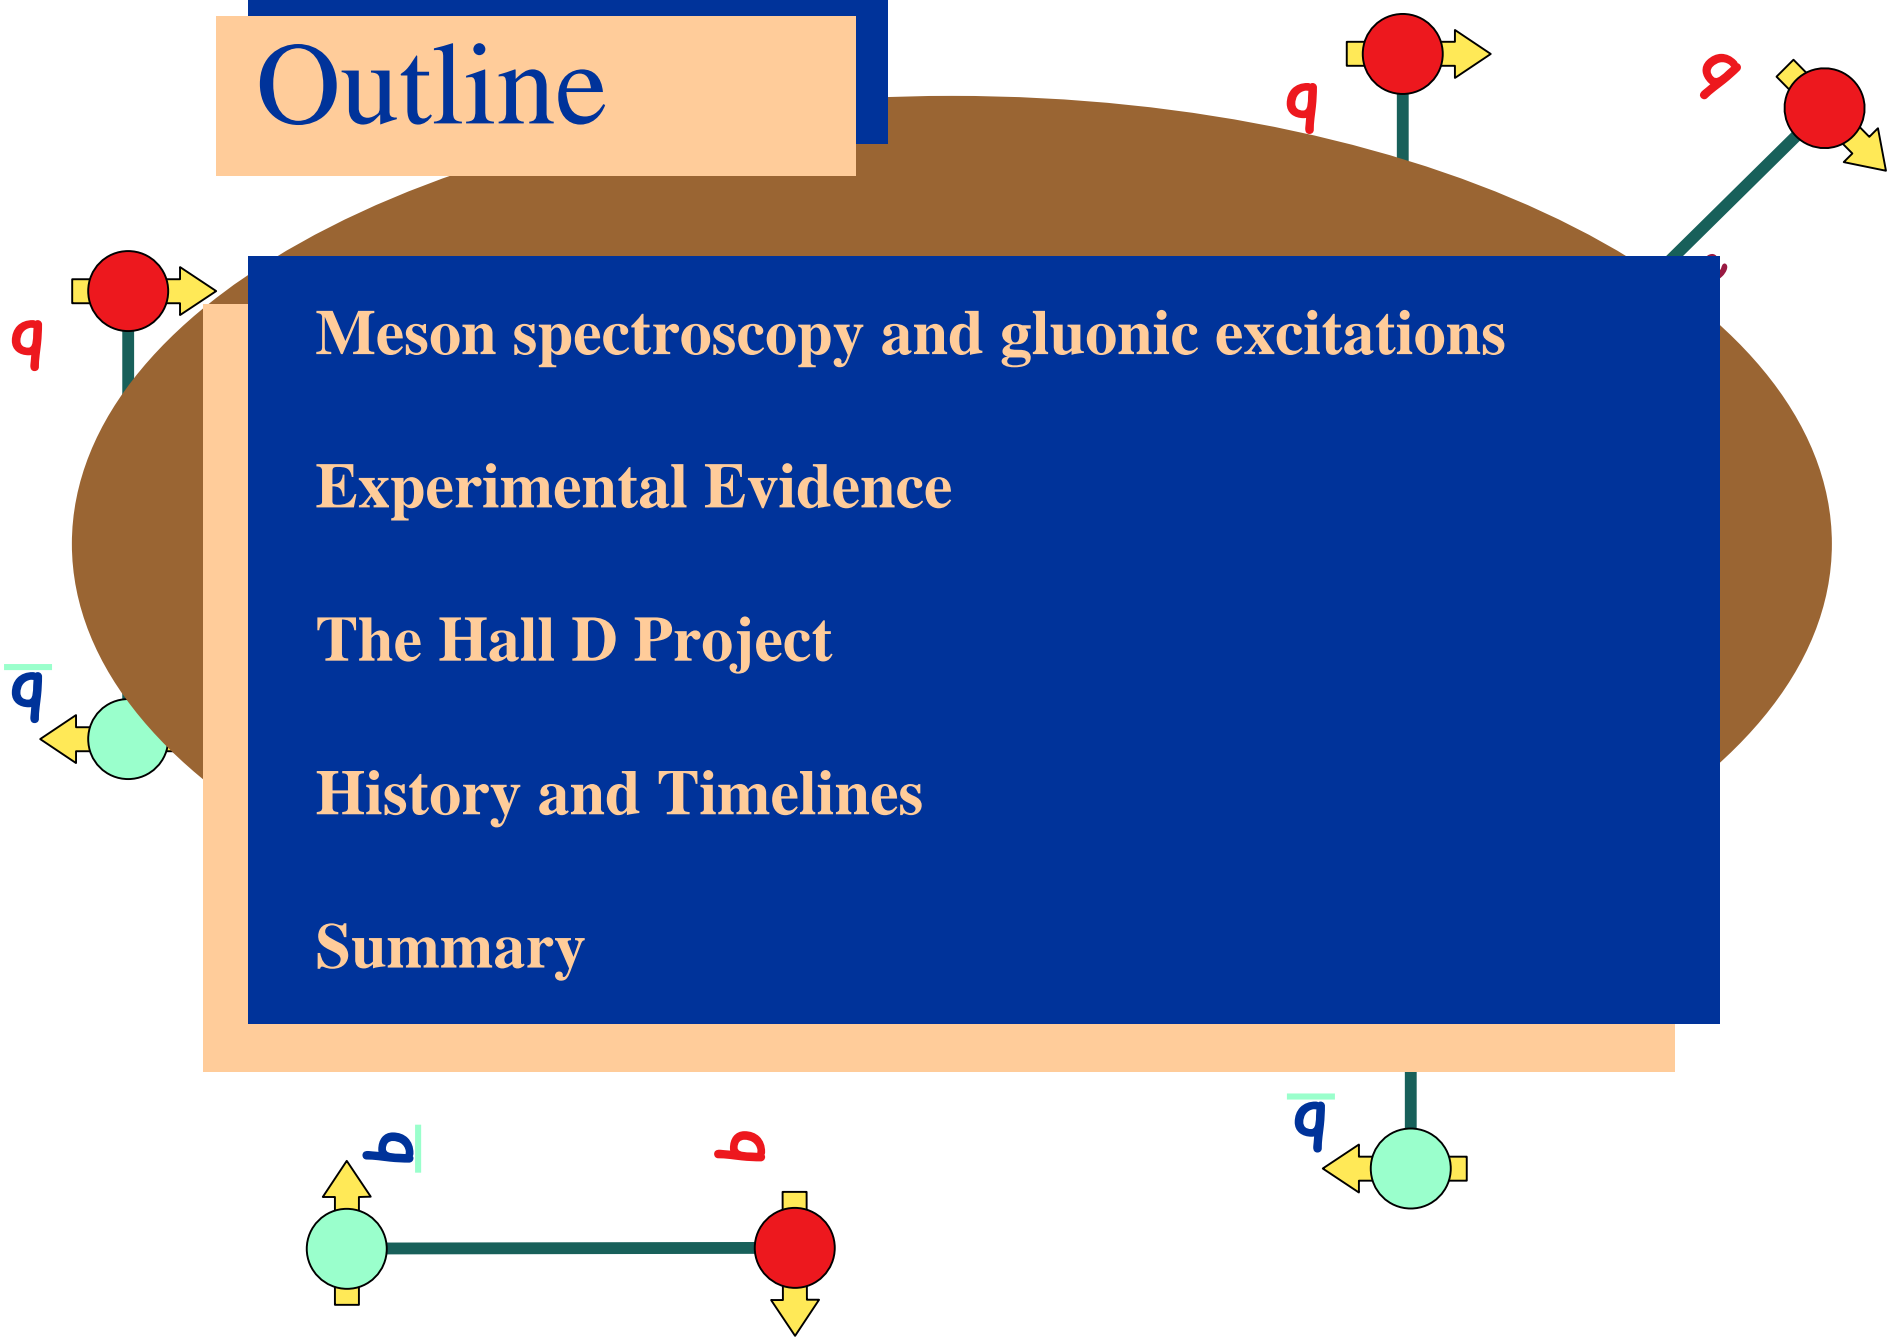 Outline
q
q
q
Meson spectroscopy and gluonic excitations
Experimental Evidence
The Hall D Project
q̅
History and Timelines
Summary
q̅
q
q̅